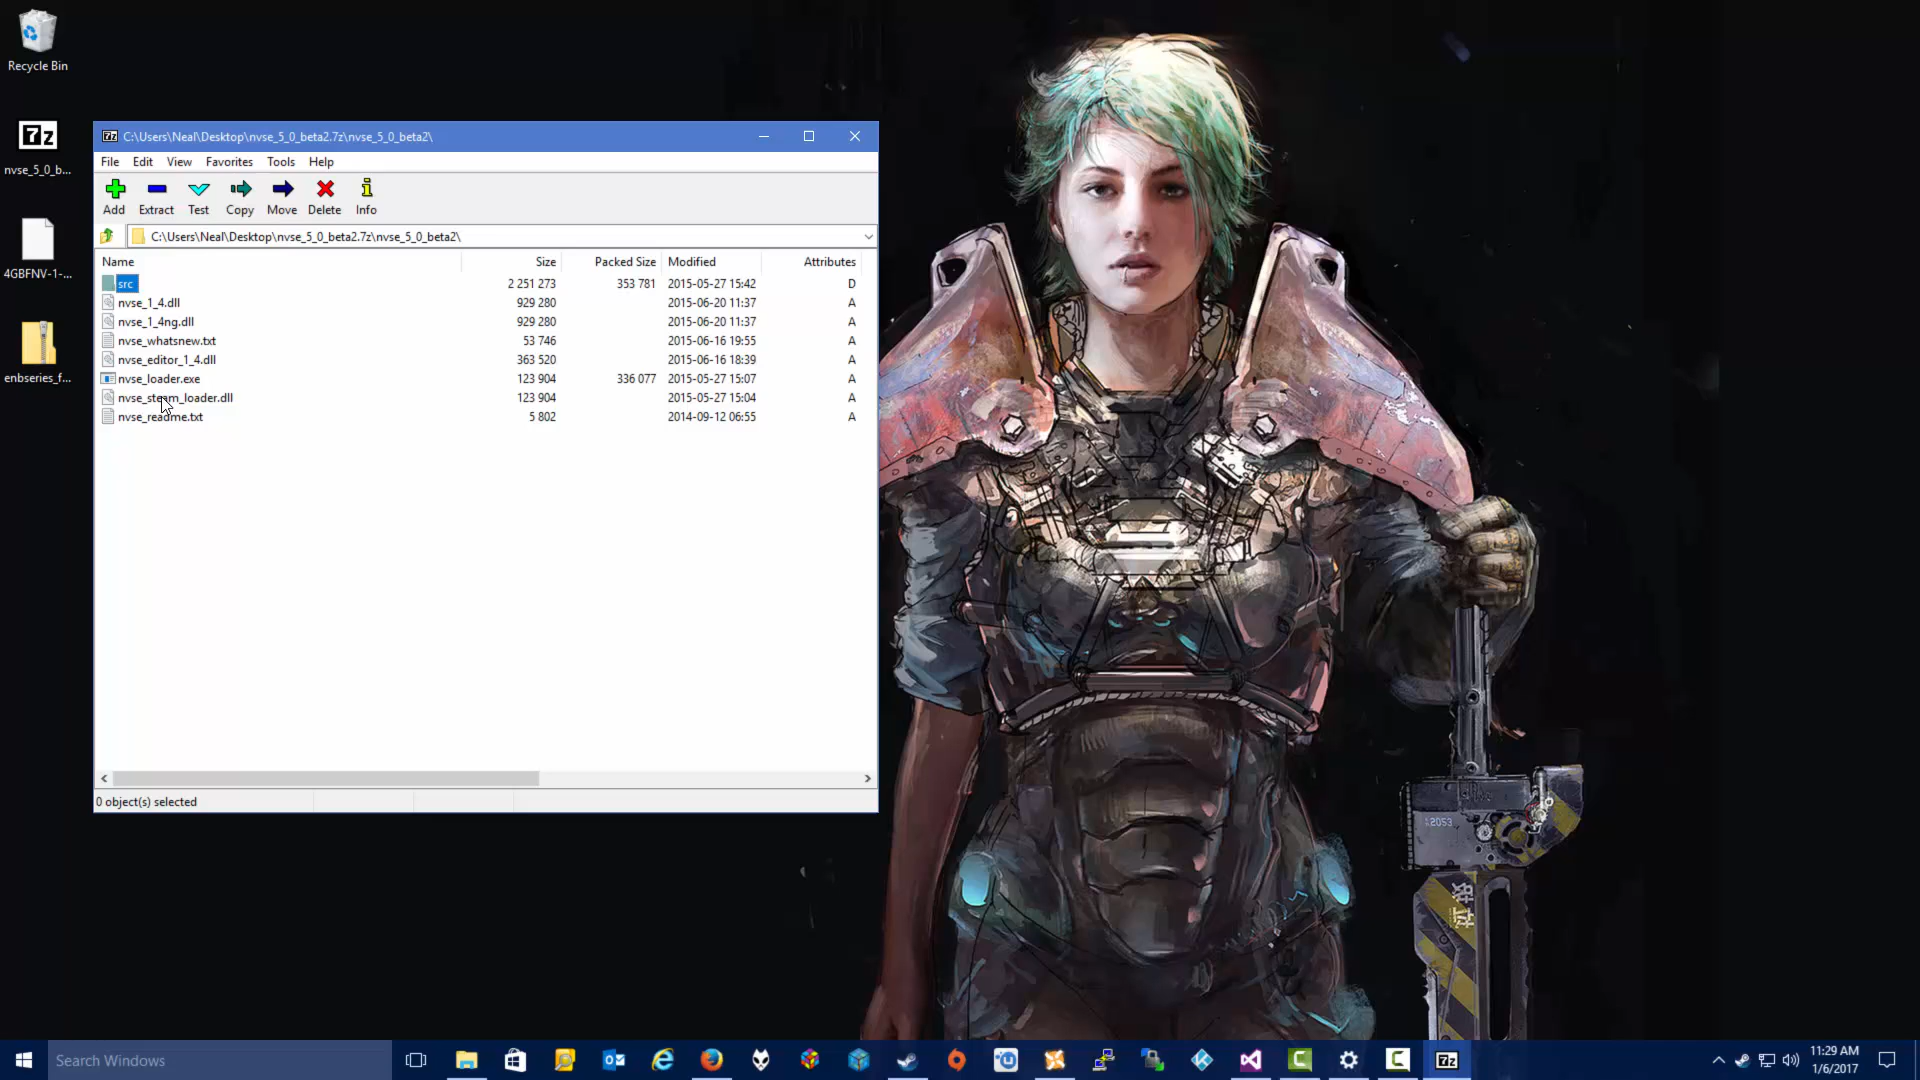 Recycle Bin
7z
nvse_5_0_b...
4GBFNV-1-...
enbseries_f...
7z C:\Users\Neal\Desktop\nvse_5_0_beta2.7z\nvse_5_0_beta2\
File Edit View Favorites Tools Help
Add Extract Test Copy Move Delete Info
C:\Users\Neal\Desktop\nvse_5_0_beta2.7z\nvse_5_0_beta2\
Name Size Packed Size Modified Attributes
src 2 251 273 353 781 2015-05-27 15:42 D
nvse_1_4.dll 929 280 2015-06-20 11:37 A
nvse_1_4ng.dll 929 280 2015-06-20 11:37 A
nvse_whatsnew.txt 53 746 2015-06-16 19:55 A
nvse_editor_1_4.dll 363 520 2015-06-16 18:39 A
nvse_loader.exe 123 904 336 077 2015-05-27 15:07 A
nvse_steam_loader.dll 123 904 2015-05-27 15:04 A
nvse_readme.txt 5 802 2014-09-12 06:55 A
0 object(s) selected
12053
Search Windows
7z
11:29 AM
1/6/2017